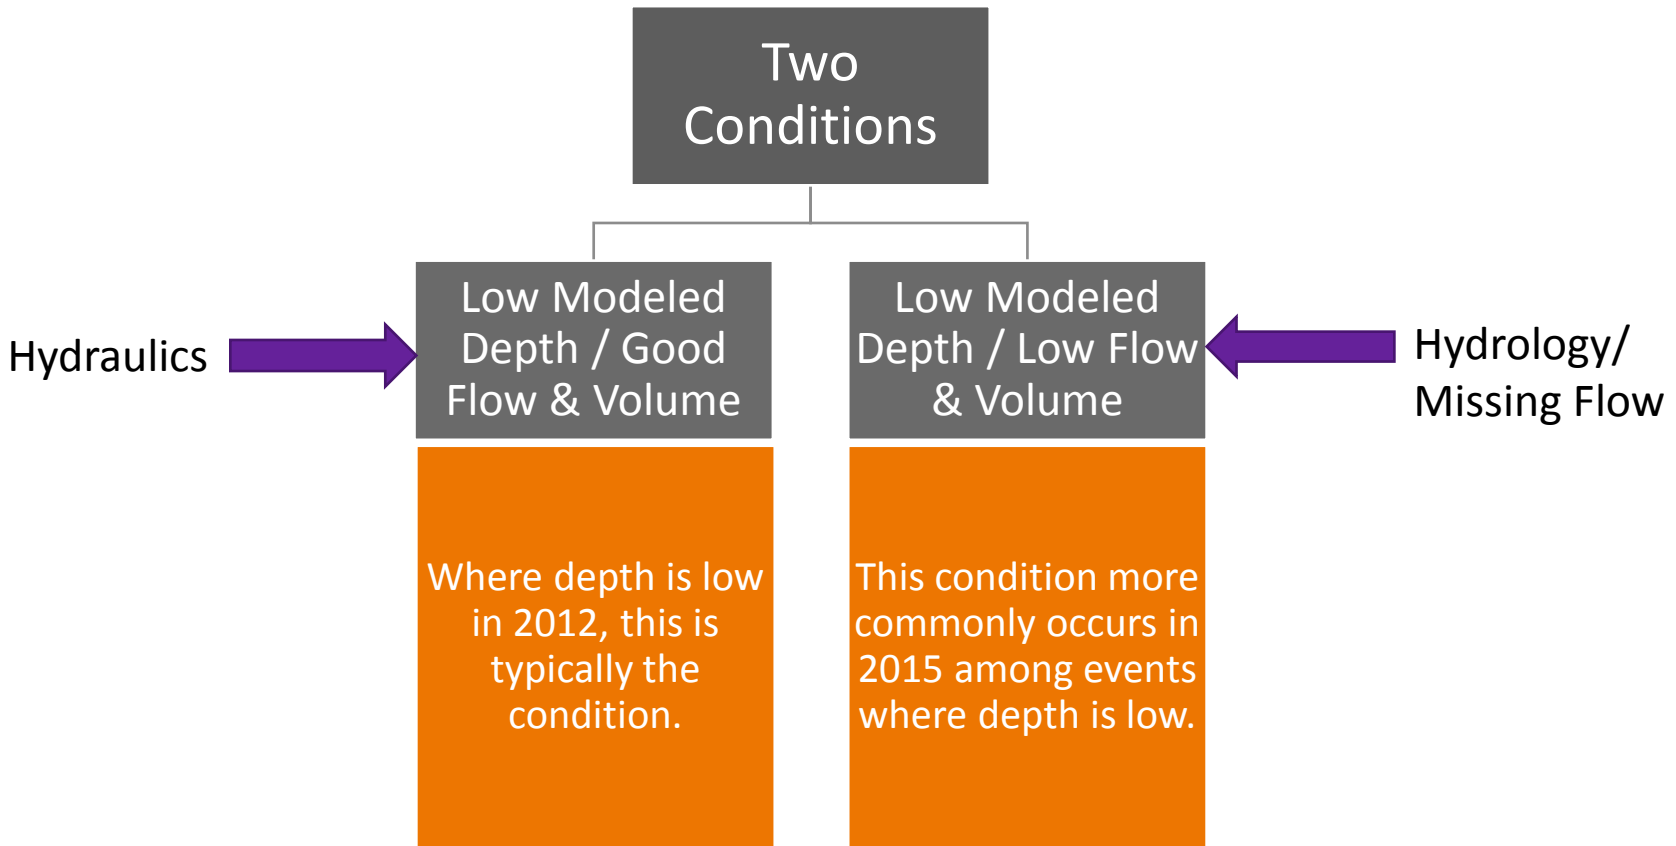 Two
Conditions
Hydraulics
Low Modeled
Depth / Good
Flow & Volume
Low Modeled
Depth / Low Flow
& Volume
Hydrology/
Missing Flow
Where depth is low
in 2012, this is
typically the
condition.
This condition more
commonly occurs in
2015 among events
where depth is low.